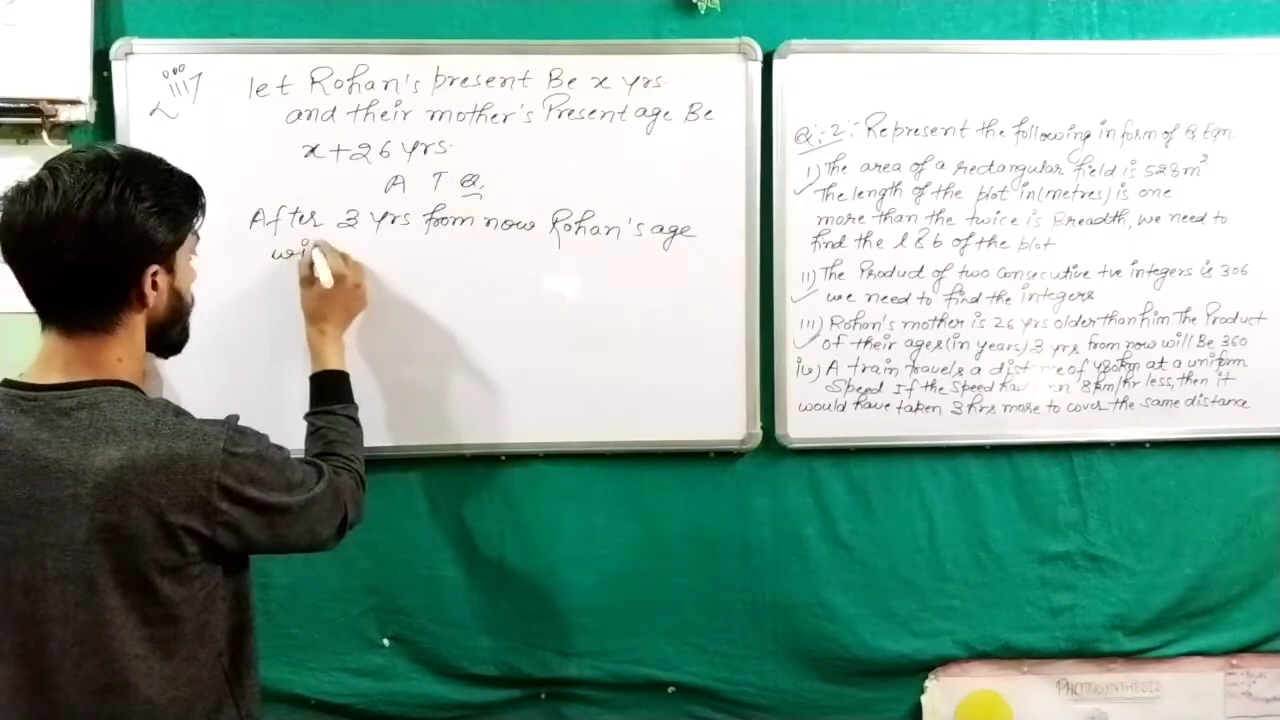 iii)
let Rohan's present Be x yrs.
and their mother's Present age Be
x+26 yrs.
A. T. Q.
After 3 yrs from now Rohan's age
wi
Q:-2: Represent the following in form of Q Eqn
i) The area of a rectangular field is 528m²
The length of the plot in(metres) is one
more than the twice is Breadth, we need to
find the l & b of the plot
ii) The Product of two Consecutive +ve integers is 306
we need to find the integers
iii) Rohan's mother is 26 yrs older than him. The Product
of their ages(in years) 3 yrs from now will Be 360
iv) A train travels a of 480km at a uniform
Speed If the Speed 8km/hr less, then it
would have taken 3 hrs more to cover the same distance
PHOTOSYNTHESIS